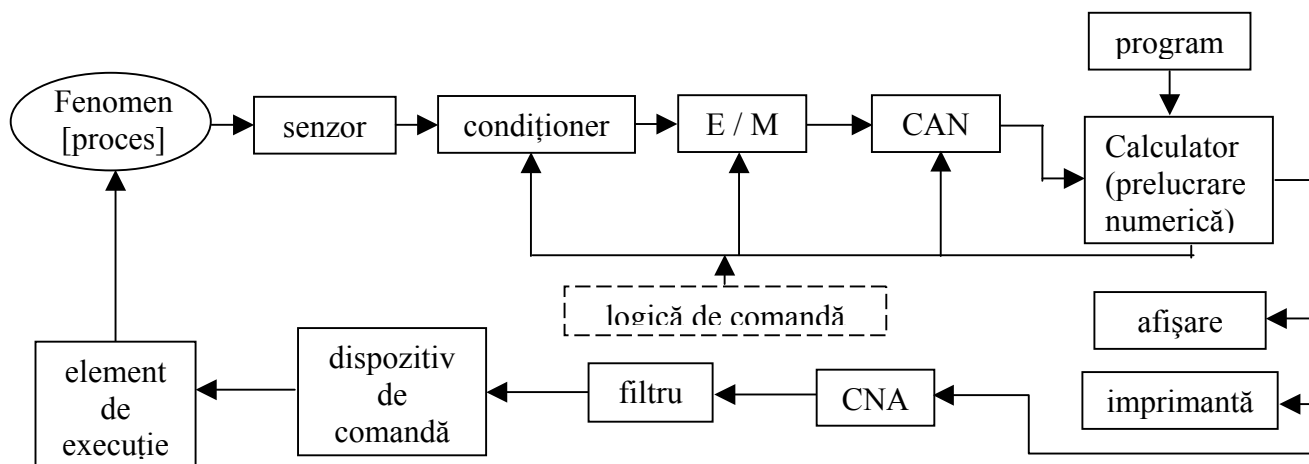 program
Fenomen
[proces]
senzor
condiționer
E / M
CAN
Calculator
(prelucrare
numerică)
logică de comandă
afişare
element
de
execuție
dispozitiv
de
comandă
filtru
CNA
imprimantă